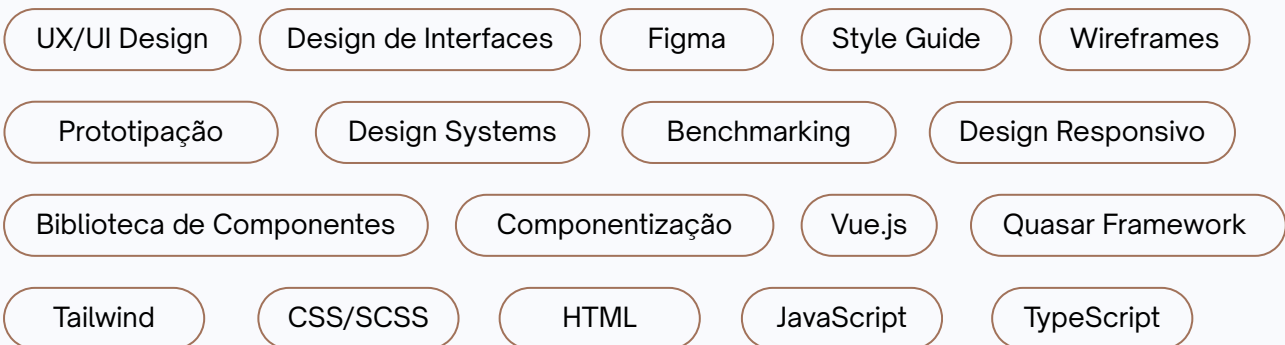 UX/UI Design Design de Interfaces Figma Style Guide Wireframes
Prototipação Design Systems Benchmarking Design Responsivo
Biblioteca de Componentes Componentização Vue.js Quasar Framework
Tailwind CSS/SCSS HTML JavaScript TypeScript